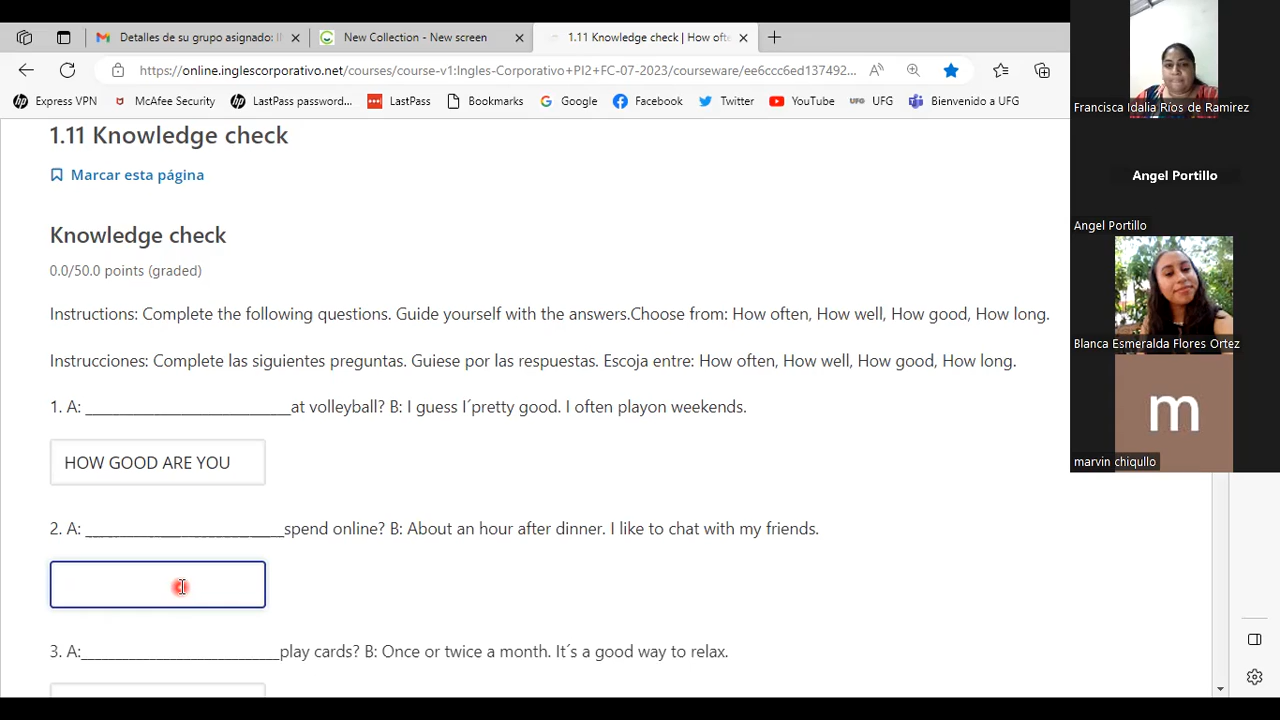 Detalles de su grupo asignado: II
New Collection - New screen
1.11 Knowledge check | How ofte
https://online.inglescorporativo.net/courses/course-v1:Ingles-Corporativo+PI2+FC-07-2023/courseware/ee6ccc6ed137492...
Express VPN
McAfee Security
LastPass password...
LastPass
Bookmarks
Google
Facebook
Twitter
YouTube
UFG
Bienvenido a UFG
1.11 Knowledge check
Marcar esta página
Knowledge check
0.0/50.0 points (graded)
Instructions: Complete the following questions. Guide yourself with the answers.Choose from: How often, How well, How good, How long.
Instrucciones: Complete las siguientes preguntas. Guiese por las respuestas. Escoja entre: How often, How well, How good, How long.
1. A: __________________________at volleyball? B: I guess I´pretty good. I often playon weekends.
HOW GOOD ARE YOU
2. A: _________________________spend online? B: About an hour after dinner. I like to chat with my friends.
3. A:_________________________play cards? B: Once or twice a month. It´s a good way to relax.
Francisca Idalia Ríos de Ramirez
Angel Portillo
Angel Portillo
Blanca Esmeralda Flores Ortez
m
marvin chiqullo